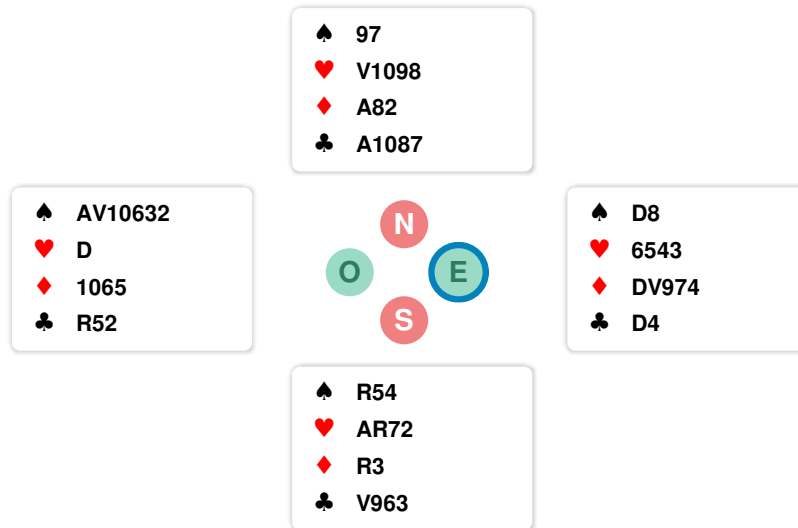 ♠ 97
♥ V1098
♦ A82
♣ A1087
♠ AV10632
♥ D
♦ 1065
♣ R52
N
O
E
S
♠ D8
♥ 6543
♦ DV974
♣ D4
♠ R54
♥ AR72
♦ R3
♣ V963